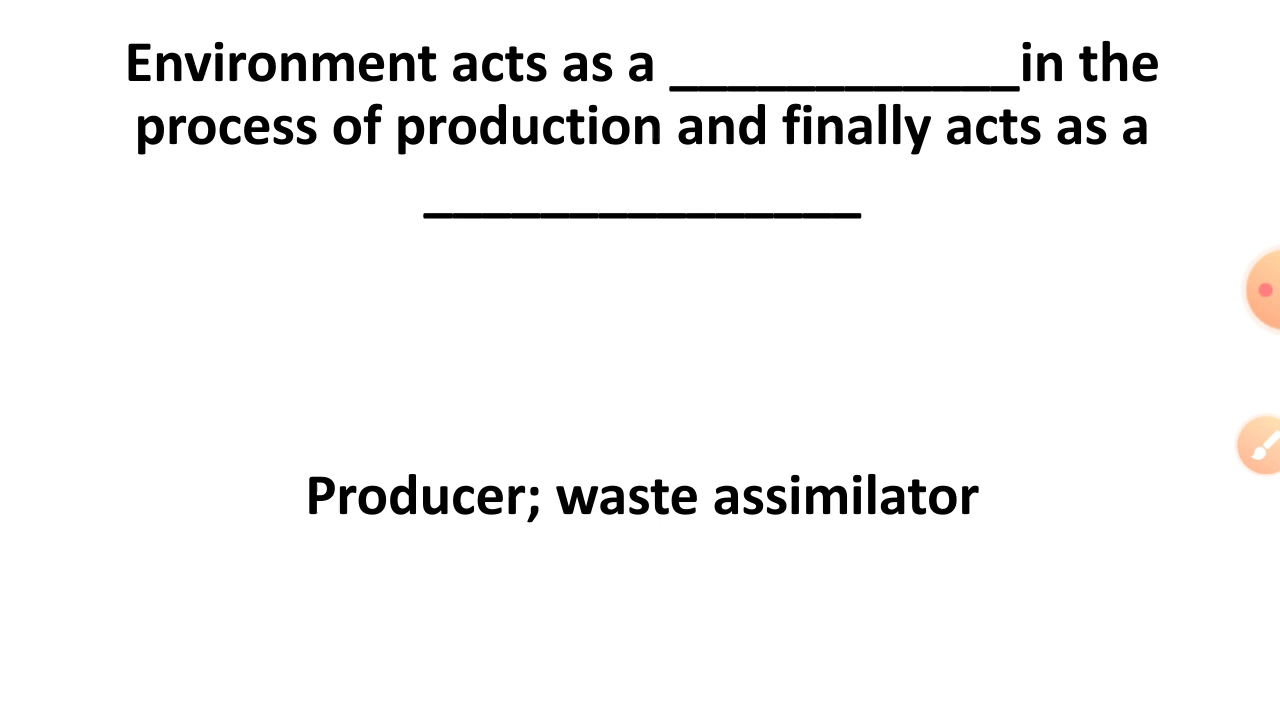 Environment acts as a ____________in the
process of production and finally acts as a
_______________
Producer; waste assimilator